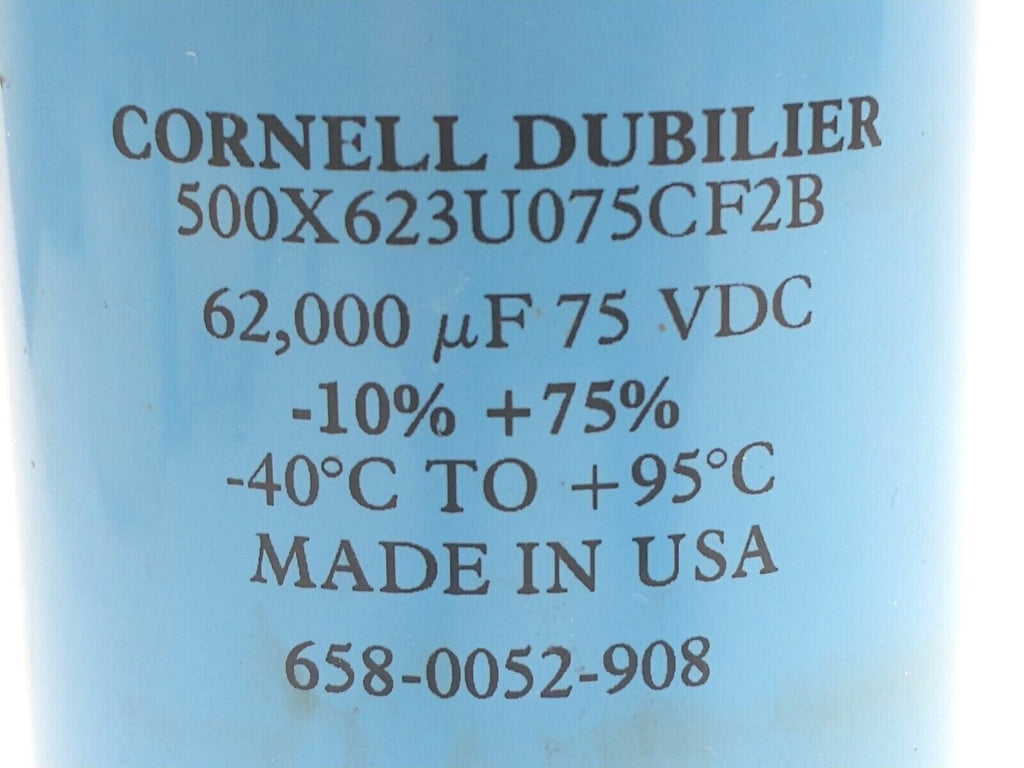 CORNELL DUBILIER
500X623U075CF2B
62,000 µF 75 VDC
-10% +75%
-40°C TO +95°C
MADE IN USA
658-0052-908